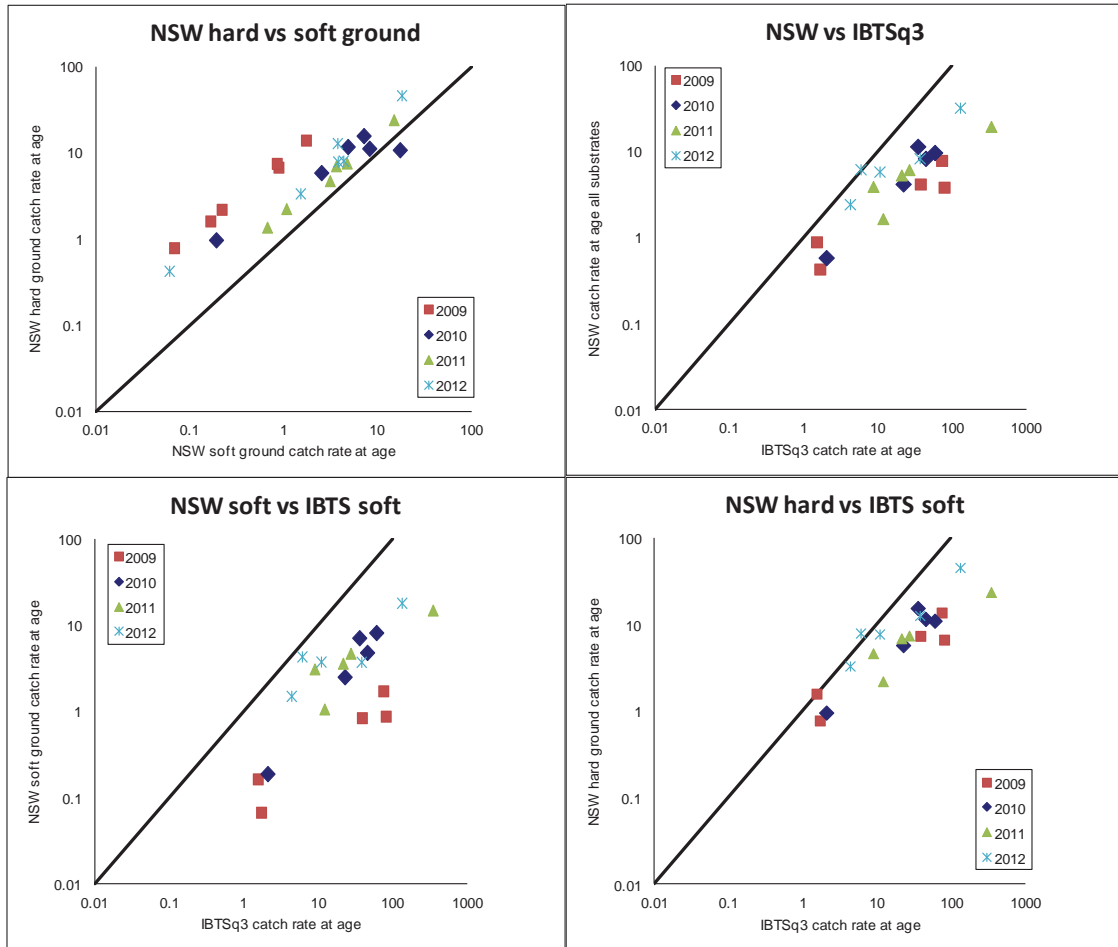 NSW hard vs soft ground
100
10
1
0.1
0.01
NSW hard ground catch rate at age
2009
2010
2011
2012
0.01 0.1 1 10 100
NSW soft ground catch rate at age
NSW vs IBTSq3
100
10
1
0.1
0.01
NSW catch rate at age all substrates
2009
2010
2011
2012
0.01 0.1 1 10 100 1000
IBTSq3 catch rate at age
NSW soft vs IBTS soft
100
10
1
0.1
0.01
NSW soft ground catch rate at age
2009
2010
2011
2012
0.01 0.1 1 10 100 1000
IBTSq3 catch rate at age
NSW hard vs IBTS soft
100
10
1
0.1
0.01
NSW hard ground catch rate at age
2009
2010
2011
2012
0.01 0.1 1 10 100 1000
IBTSq3 catch rate at age